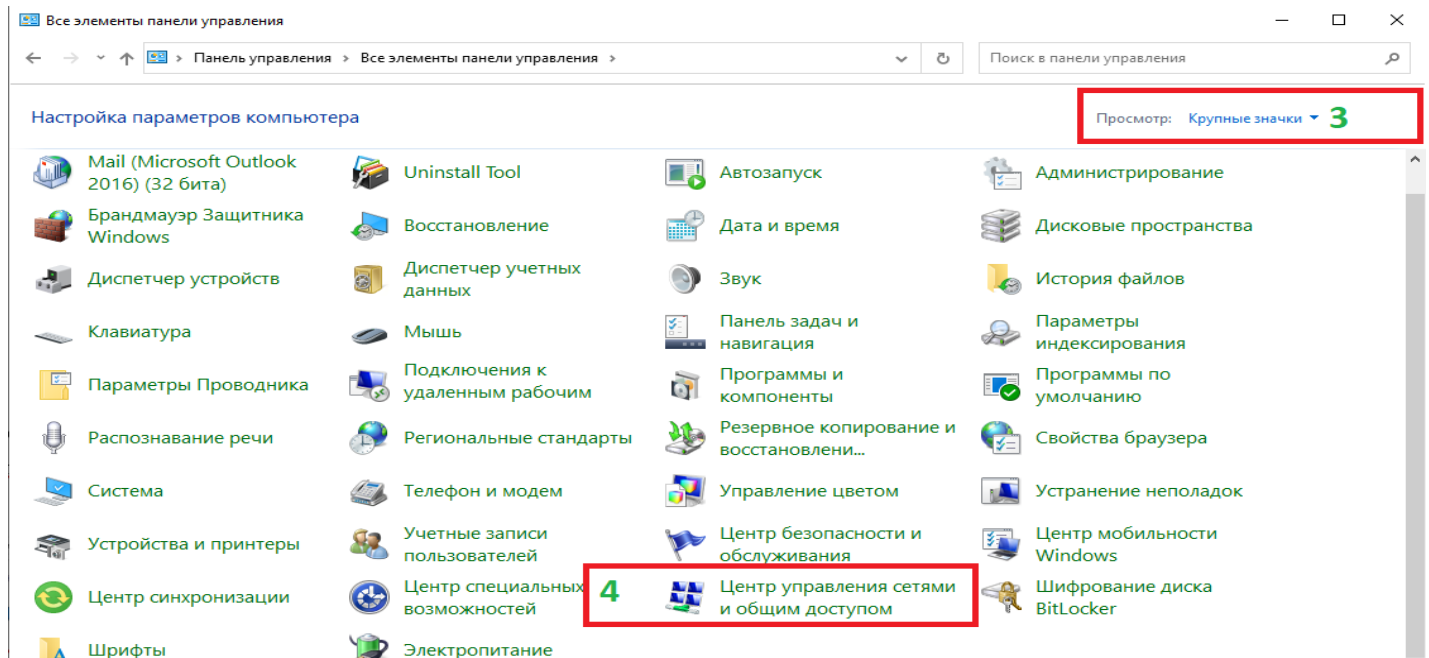 Все элементы панели управления
Панель управления > Все элементы панели управления >
Поиск в панели управления
Настройка параметров компьютера
Просмотр: Крупные значки 3
Mail (Microsoft Outlook
2016) (32 бита)
Uninstall Tool
Автозапуск
Администрирование
Брандмауэр Защитника
Windows
Восстановление
Дата и время
Дисковые пространства
Диспетчер устройств
Диспетчер учетных
данных
Звук
История файлов
Клавиатура
Мышь
Панель задач и
навигация
Параметры
индексирования
Параметры Проводника
Подключения к
удаленным рабочим
Программы и
компоненты
Программы по
умолчанию
Распознавание речи
Региональные стандарты
Резервное копирование и
восстановлени...
Свойства браузера
Система
Телефон и модем
Управление цветом
Устранение неполадок
Устройства и принтеры
Учетные записи
пользователей
Центр безопасности и
обслуживания
Центр мобильности
Windows
Центр синхронизации
Центр специальных
возможностей
4
Центр управления сетями
и общим доступом
Шифрование диска
BitLocker
Шрифты
Электропитание